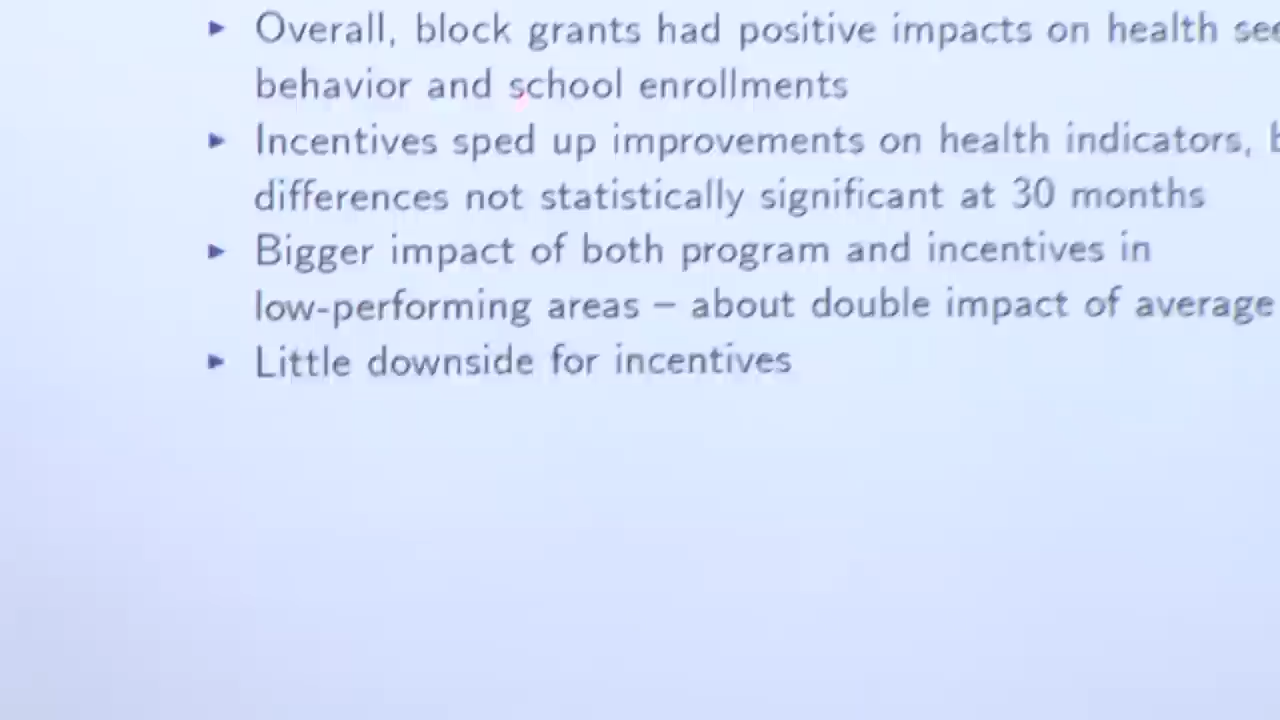 Overall, block grants had positive impacts on health
behavior and school enrollments
Incentives sped up improvements on health indicators,
differences not statistically significant at 30 months
Bigger impact of both program and incentives in
low-performing areas – about double impact of average
Little downside for incentives